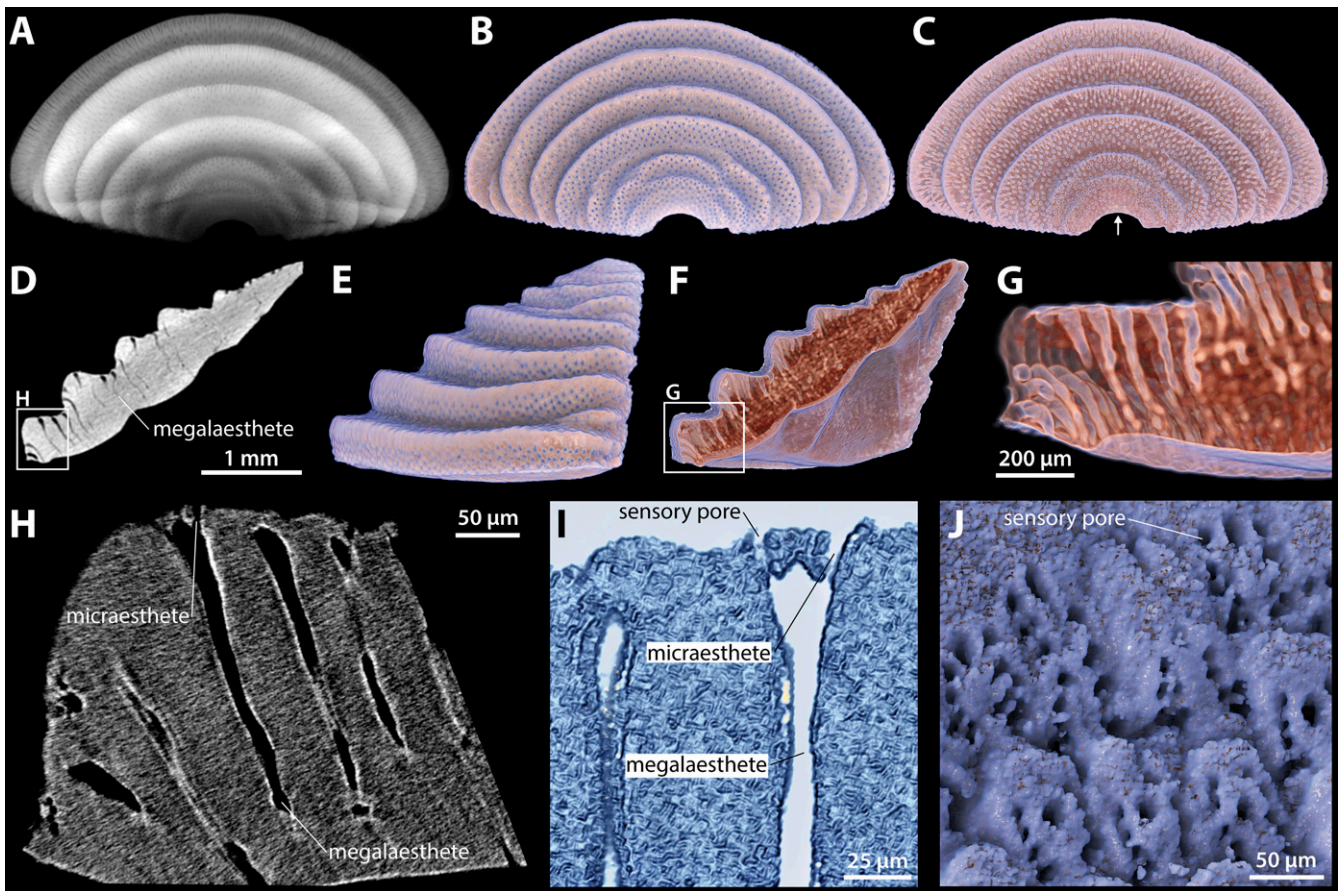 A
B
C
D
E
F
G
H
G
megalaesthete
1 mm
200 µm
H
50 µm
micraesthete
megalaesthete
I
sensory pore
micraesthete
megalaesthete
25 µm
J
sensory pore
50 µm